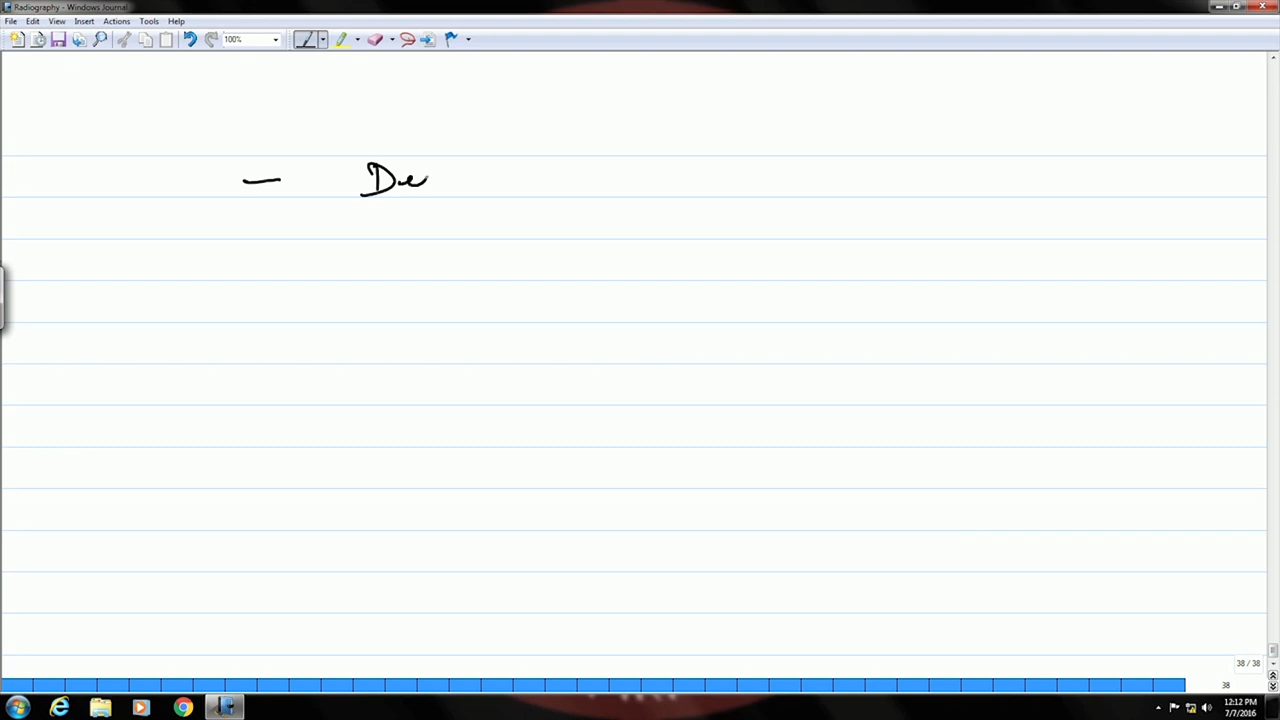 Radiography - Windows Journal
File Edit View Insert Actions Tools Help
100%
— De
38 / 38
38
12:12 PM
7/7/2016